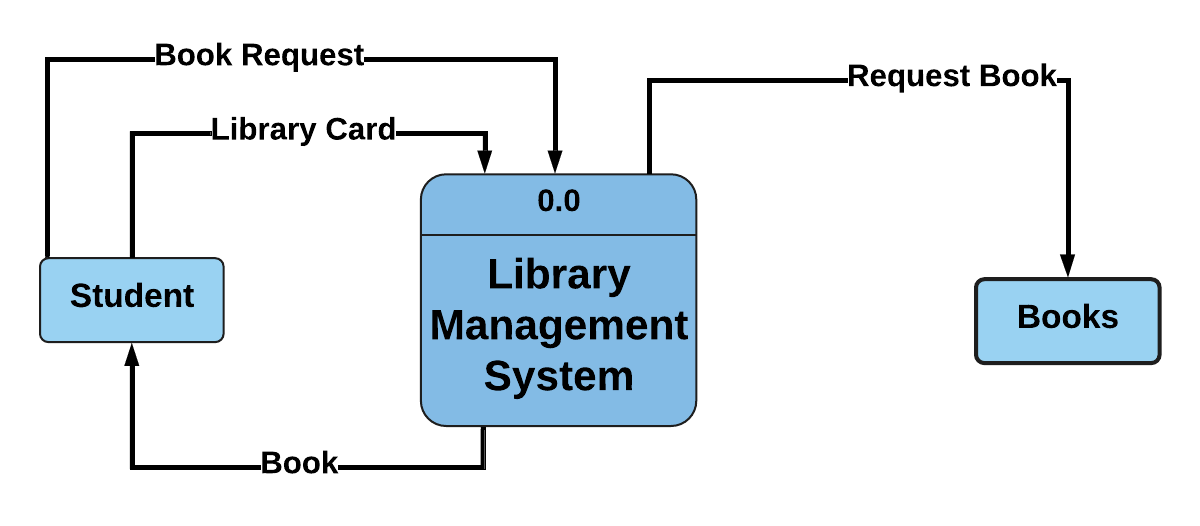 Book Request
Request Book
Library Card
0.0
Library
Management
System
Student
Books
Book